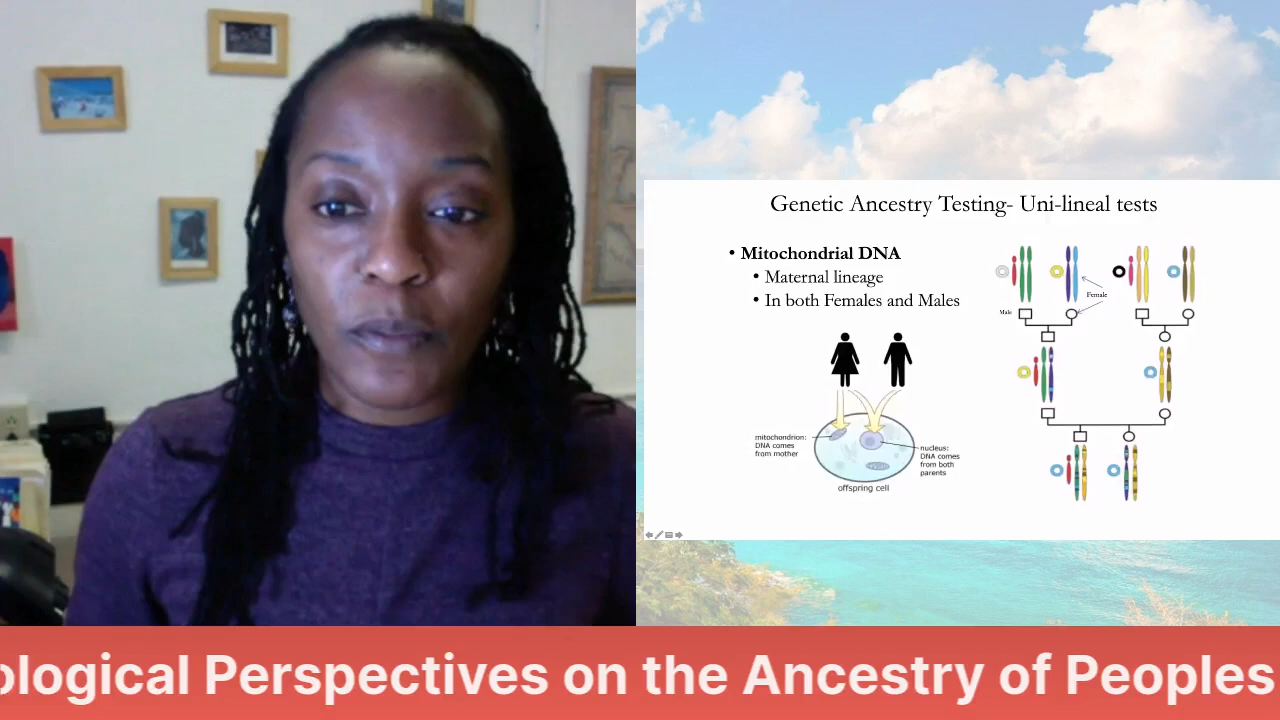 Genetic Ancestry Testing- Uni-lineal tests
• Mitochondrial DNA
• Maternal lineage
• In both Females and Males
mitochondrion:
DNA comes
from mother
nucleus:
DNA comes
from both
parents
offspring cell
Female
Male
ological Perspectives on the Ancestry of Peoples